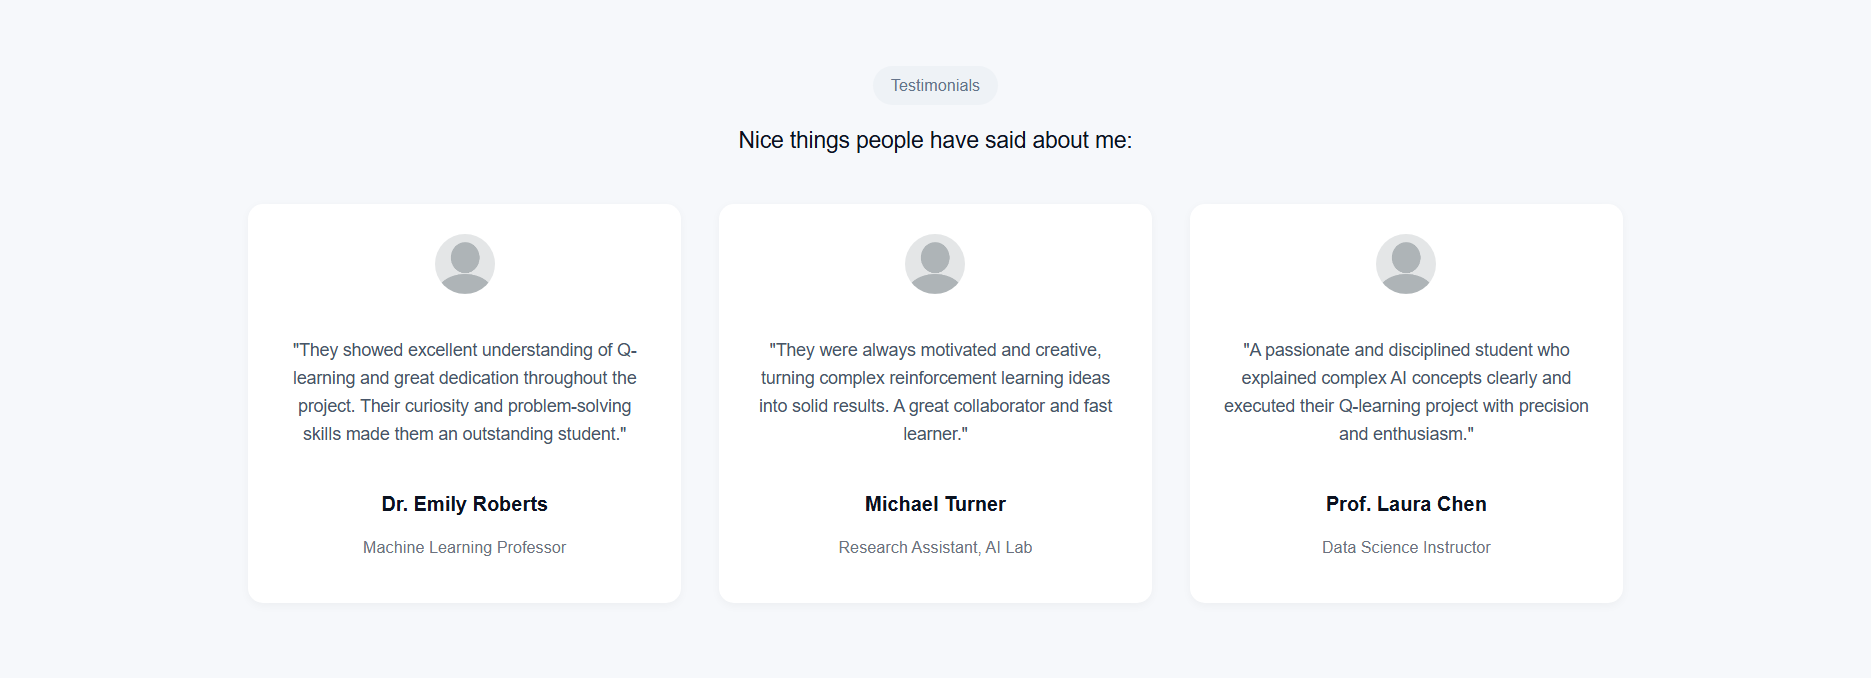 Testimonials
Nice things people have said about me:
"They showed excellent understanding of Q-
learning and great dedication throughout the
project. Their curiosity and problem-solving
skills made them an outstanding student."
Dr. Emily Roberts
Machine Learning Professor
"They were always motivated and creative,
turning complex reinforcement learning ideas
into solid results. A great collaborator and fast
learner."
Michael Turner
Research Assistant, AI Lab
"A passionate and disciplined student who
explained complex AI concepts clearly and
executed their Q-learning project with precision
and enthusiasm."
Prof. Laura Chen
Data Science Instructor